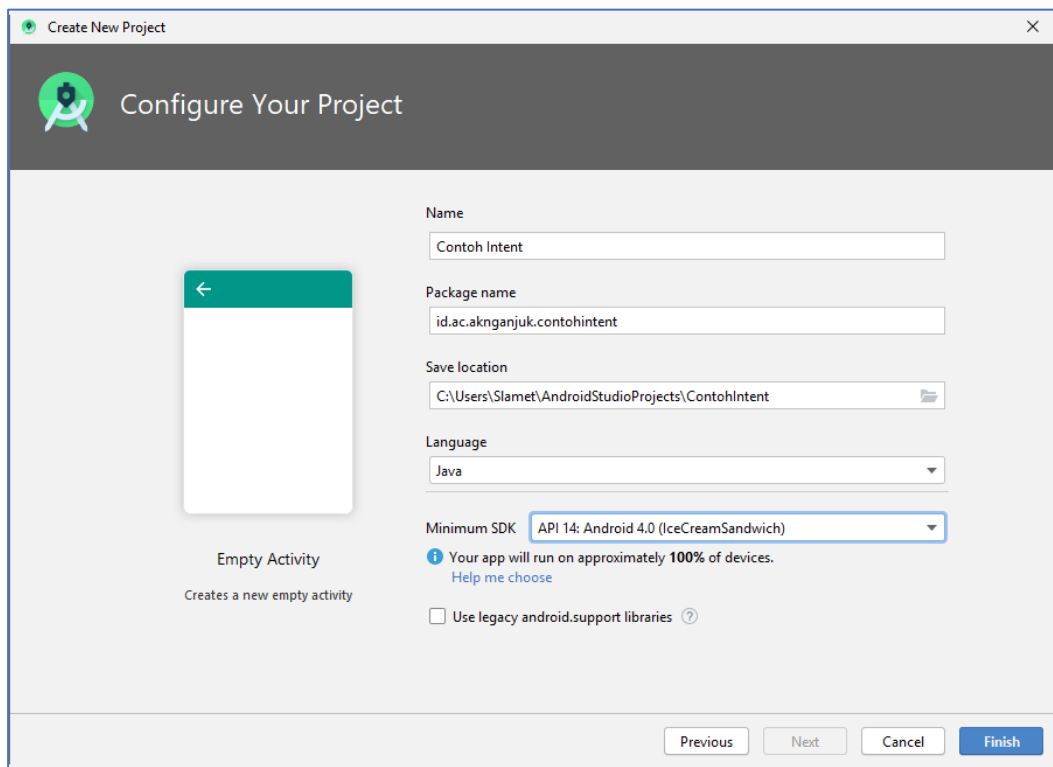 Create New Project
Configure Your Project
Name
Contoh Intent
Package name
id.ac.aknganjuk.contohintent
Save location
C:\Users\Slamet\AndroidStudioProjects\ContohIntent
Language
Java
Minimum SDK
API 14: Android 4.0 (IceCreamSandwich)
Your app will run on approximately 100% of devices.
Help me choose
Use legacy android.support libraries ?
Empty Activity
Creates a new empty activity
Previous
Next
Cancel
Finish